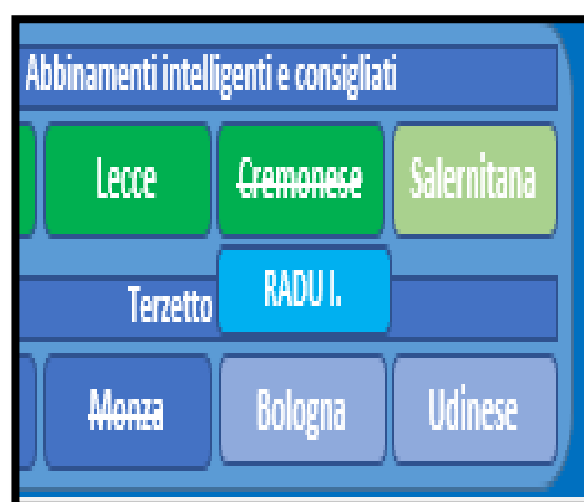 Abbinamenti intelligenti e consigliati
Lecce Cremonese Salernitana
RADU I.
Terzetto
Monza Bologna Udinese